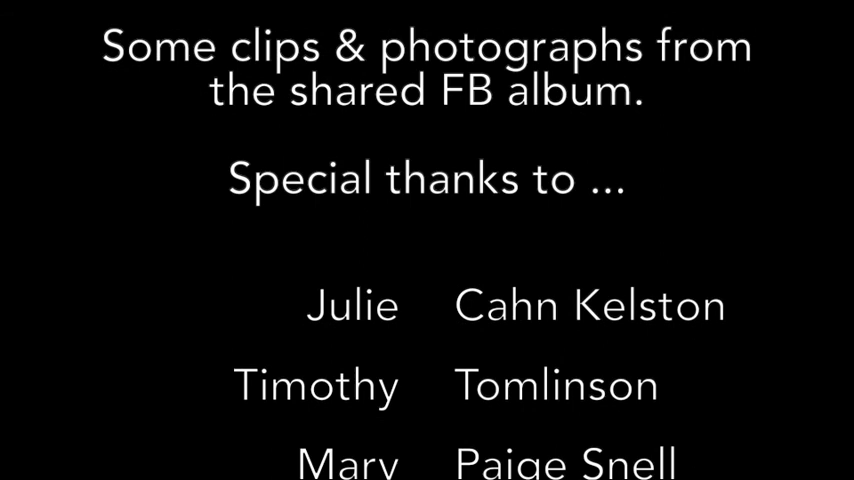 Some clips & photographs from
the shared FB album.
Special thanks to ...
Julie Cahn Kelston
Timothy Tomlinson
Mary Paige Snell